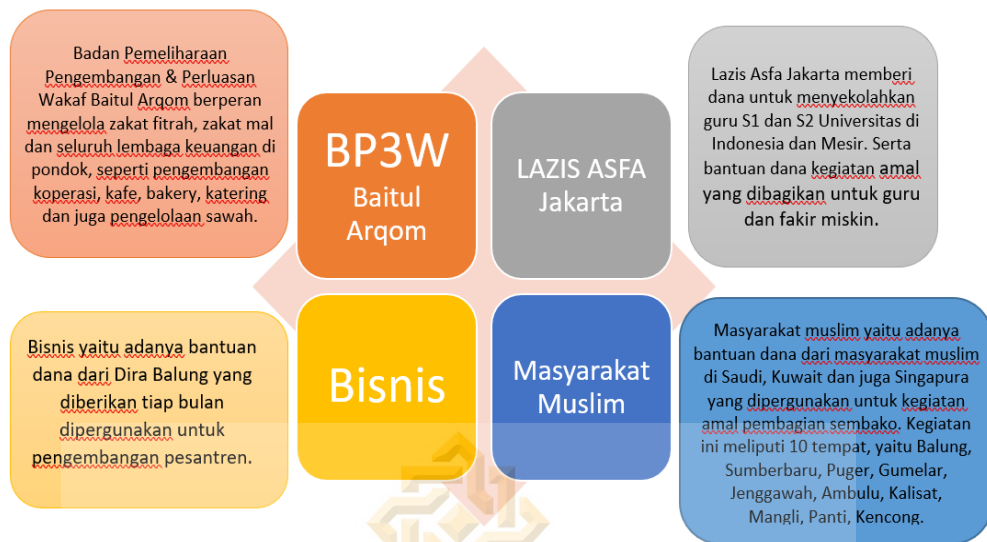 Badan Pemeliharaan
Pengembangan & Perluasan
Wakaf Baitul Arqom berperan
mengelola zakat fitrah, zakat mal
dan seluruh lembaga keuangan di
pondok, seperti pengembangan
koperasi, kafe, bakery, katering
dan juga pengelolaan sawah.
BP3W
Baitul
Arqom
LAZIS ASFA
Jakarta
Lazis Asfa Jakarta memberi
dana untuk menyekolahkan
guru S1 dan S2 Universitas di
Indonesia dan Mesir. Serta
bantuan dana kegiatan amal
yang dibagikan untuk guru
dan fakir miskin.
Bisnis yaitu adanya bantuan
dana dari Dira Balung yang
diberikan tiap bulan
dipergunakan untuk
pengembangan pesantren.
Bisnis
Masyarakat
Muslim
Masyarakat muslim yaitu adanya
bantuan dana dari masyarakat muslim
di Saudi, Kuwait dan juga Singapura
yang dipergunakan untuk kegiatan
amal pembagian sembako. Kegiatan
ini meliputi 10 tempat, yaitu Balung,
Sumberbaru, Puger, Gumelar,
Jenggawah, Ambulu, Kalisat,
Mangli, Panti, Kencong.